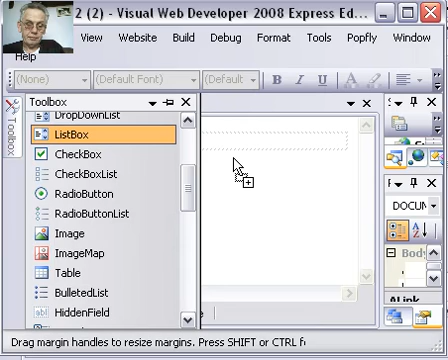 2 (2) - Visual Web Developer 2008 Express Ed...
View Website Build Debug Format Tools Popfly Window
Help
(None) (Default Font) (Default B I U A
Toolbox
Toolbox
DropDownList
ListBox
CheckBox
CheckBoxList
RadioButton
RadioButtonList
Image
ImageMap
Table
BulletedList
HiddenField
DOCUM
Body
ALink
Drag margin handles to resize margins. Press SHIFT or CTRL f